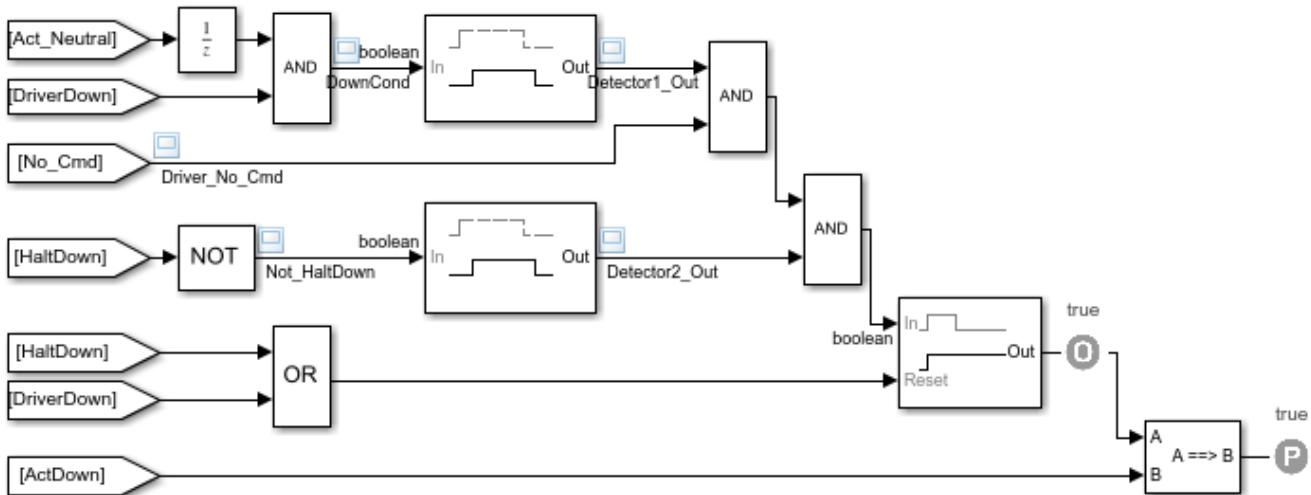 [Act_Neutral]
1
z
AND
boolean
DownCond
In
Out
Detector1_Out
AND
[DriverDown]
[No_Cmd]
Driver_No_Cmd
AND
[HaltDown]
NOT
Not_HaltDown
boolean
In
Out
Detector2_Out
[HaltDown]
[DriverDown]
OR
boolean
In
Out
Reset
true
O
[ActDown]
A
B
A ==> B
true
P